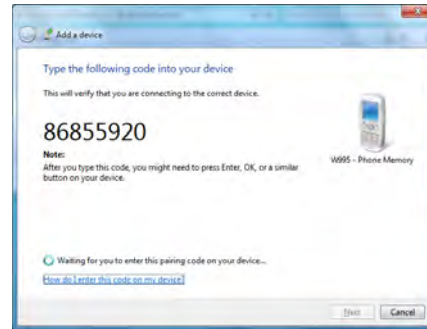 Add a device
Type the following code into your device
This will verify that you are connecting to the correct device.
86855920
Note:
After you type this code, you might need to press Enter, OK, or a similar
button on your device.
W995 - Phone Memory
Waiting for you to enter this pairing code on your device...
How do I enter this code on my device?
Next
Cancel